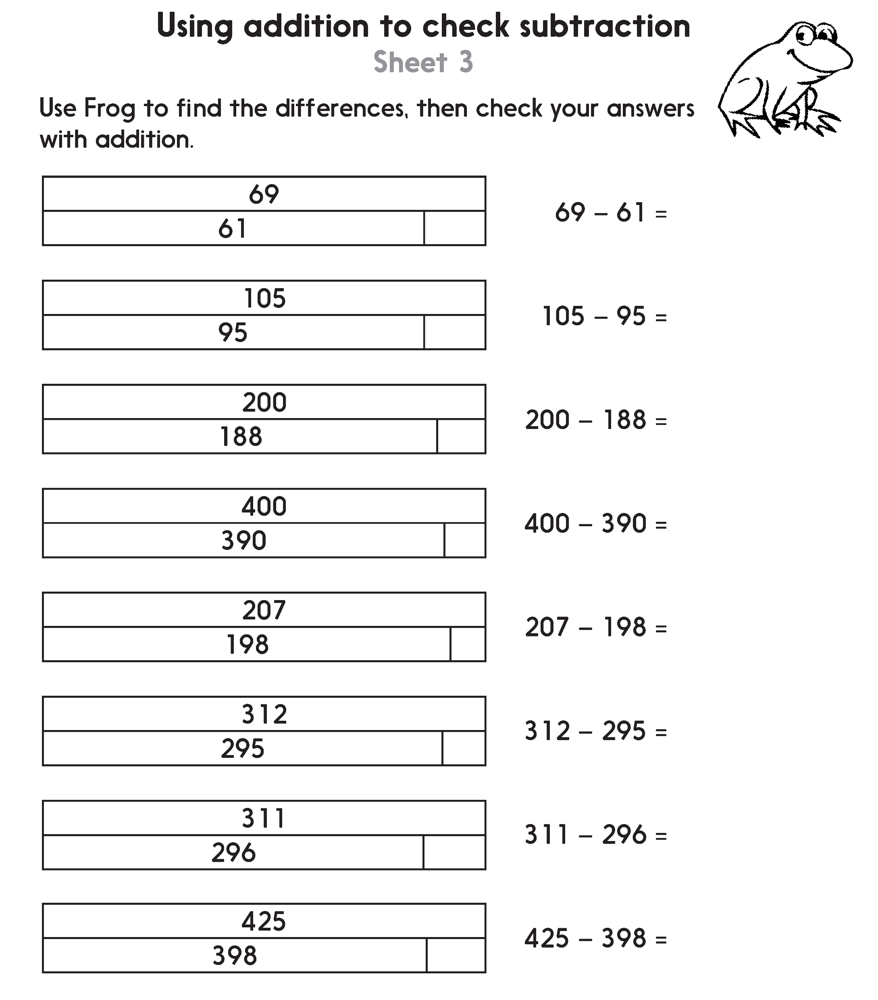 Using addition to check subtraction
Sheet 3
Use Frog to find the differences, then check your answers
with addition.
69
61
69 – 61 =
105
95
105 – 95 =
200
188
200 – 188 =
400
390
400 – 390 =
207
198
207 – 198 =
312
295
312 – 295 =
311
296
311 – 296 =
425
398
425 – 398 =